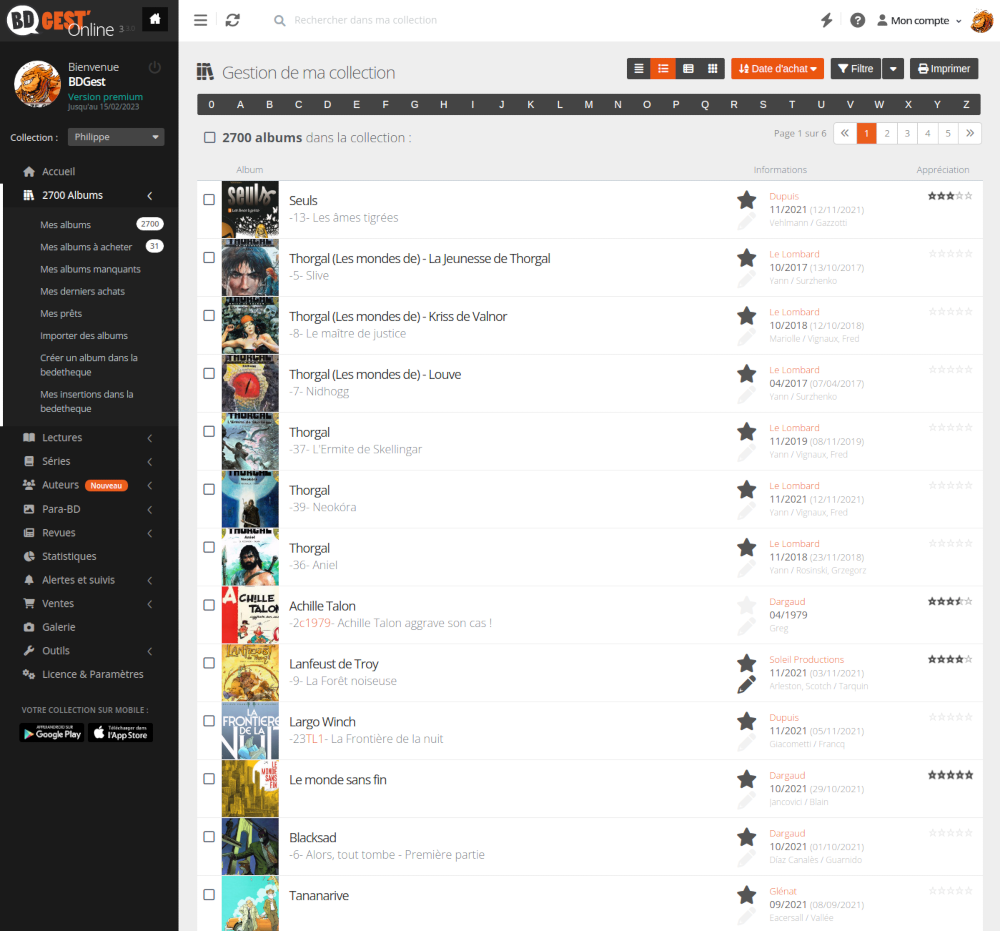 BD GEST' Online 3.3.0
Rechercher dans ma collection
Mon compte
Bienvenue
BDGest
Version premium
Jusqu'au 15/02/2023
Collection :
Philippe
Accueil
2700 Albums
Mes albums
2700
Mes albums à acheter
31
Mes albums manquants
Mes derniers achats
Mes prêts
Importer des albums
Créer un album dans la
bedetheque
Mes insertions dans la
bedetheque
Lectures
Séries
Auteurs
Nouveau
Para-BD
Revues
Statistiques
Alertes et suivis
Ventes
Galerie
Outils
Licence & Paramètres
VOTRE COLLECTION SUR MOBILE :
Google Play
Télécharger dans
l'App Store
Gestion de ma collection
Date d'achat
Filtre
Imprimer
0 A B C D E F G H I J K L M N O P Q R S T U V W X Y Z
2700 albums dans la collection :
Page 1 sur 6
« 1 2 3 4 5 »
Album
Informations
Appréciation
Seuls
-13- Les âmes tigrées
Dupuis
11/2021 (12/11/2021)
Vehlmann / Gazzotti
Thorgal (Les mondes de) - La Jeunesse de Thorgal
-5- Slive
Le Lombard
10/2017 (13/10/2017)
Yann / Surzhenko
Thorgal (Les mondes de) - Kriss de Valnor
-8- Le maître de justice
Le Lombard
10/2018 (12/10/2018)
Mariolle / Vignaux, Fred
Thorgal (Les mondes de) - Louve
-7- Nidhogg
Le Lombard
04/2017 (07/04/2017)
Yann / Surzhenko
Thorgal
-37- L'Ermite de Skellingar
Le Lombard
11/2019 (08/11/2019)
Yann / Vignaux, Fred
Thorgal
-39- Neokóra
Le Lombard
11/2021 (12/11/2021)
Yann / Vignaux, Fred
Thorgal
-36- Aniel
Le Lombard
11/2018 (23/11/2018)
Yann / Rosinski, Grzegorz
Achille Talon
-2c1979- Achille Talon aggrave son cas !
Dargaud
04/1979
Greg
Lanfeust de Troy
-9- La Forêt noiseuse
Soleil Productions
11/2021 (03/11/2021)
Arleston, Scotch / Tarquin
Largo Winch
-23TL1- La Frontière de la nuit
Dupuis
11/2021 (05/11/2021)
Giacometti / Francq
Le monde sans fin
Dargaud
10/2021 (29/10/2021)
Jancovici / Blain
Blacksad
-6- Alors, tout tombe - Première partie
Dargaud
10/2021 (01/10/2021)
Díaz Canales / Guarnido
Tananarive
Glénat
09/2021 (08/09/2021)
Eacersall / Vallée